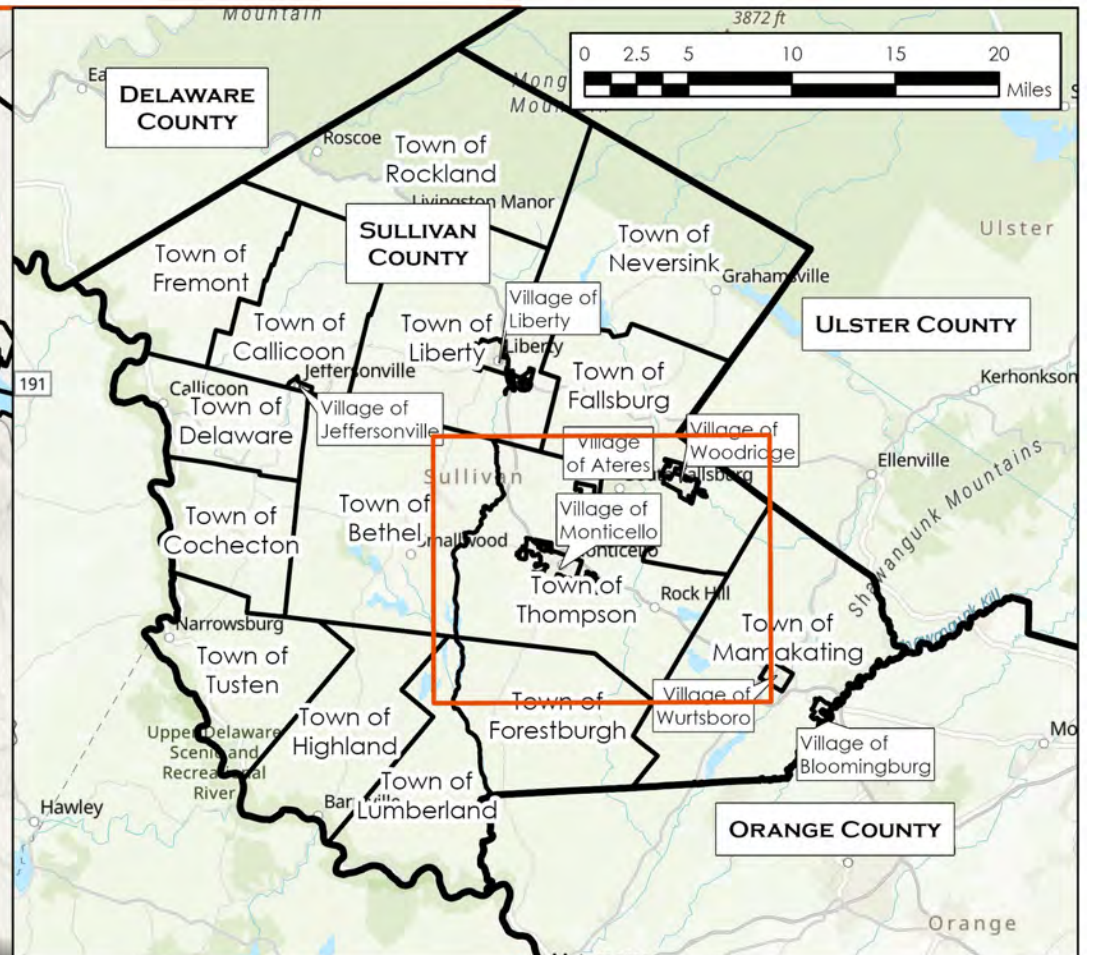 Mountain
3872 ft
0 2.5 5 10 15 20
Miles
DELAWARE
COUNTY
Roscoe
Town of
Rockland
Livingston Manor
SULLIVAN
COUNTY
Town of
Fremont
Town of
Neversink
Grahamsville
Ulster
ULSTER COUNTY
Village of
Liberty
Town of
Callicoon
Town of
Liberty
Liberty
Jeffersonville
Town of
Fallsburg
191
Callicoon
Town of
Delaware
Village of
Jeffersonville
Kerhonkson
Village
of Ateres
Village of
Woodridge
Ellenville
Shawangunk Mountains
Sullivan
Town of
Bethel
Smallwood
Village of
Monticello
Monticello
Town of
Cochecton
Town of
Thompson
Rock Hill
Shawangunk Kill
Town of
Mamakating
Narrowsburg
Town of
Tusten
Village of
Wurtsboro
Town of
Highland
Town of
Forestburgh
Upper Delaware
Scenic and
Recreational
River
Village of
Bloomingburg
Mo
Town of
Lumberland
Hawley
ORANGE COUNTY
Orange